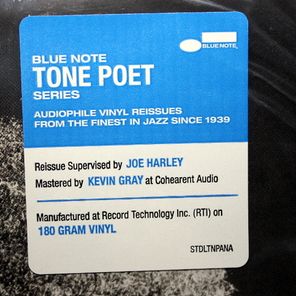 BLUE NOTE
BLUE NOTE
TONE POET
SERIES
AUDIOPHILE VINYL REISSUES
FROM THE FINEST IN JAZZ SINCE 1939
Reissue Supervised by JOE HARLEY
Mastered by KEVIN GRAY at Cohearent Audio
Manufactured at Record Technology Inc. (RTI) on
180 GRAM VINYL
STDLTNPANA